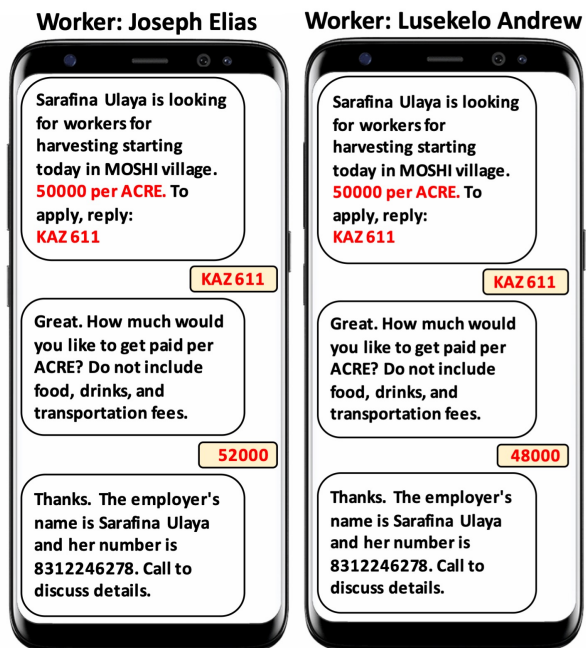 Worker: Joseph Elias
Sarafina Ulaya is looking
for workers for
harvesting starting
today in MOSHI village.
50000 per ACRE. To
apply, reply:
KAZ 611
KAZ 611
Great. How much would
you like to get paid per
ACRE? Do not include
food, drinks, and
transportation fees.
52000
Thanks. The employer's
name is Sarafina Ulaya
and her number is
8312246278. Call to
discuss details.
Worker: Lusekelo Andrew
Sarafina Ulaya is looking
for workers for
harvesting starting
today in MOSHI village.
50000 per ACRE. To
apply, reply:
KAZ 611
KAZ 611
Great. How much would
you like to get paid per
ACRE? Do not include
food, drinks, and
transportation fees.
48000
Thanks. The employer's
name is Sarafina Ulaya
and her number is
8312246278. Call to
discuss details.